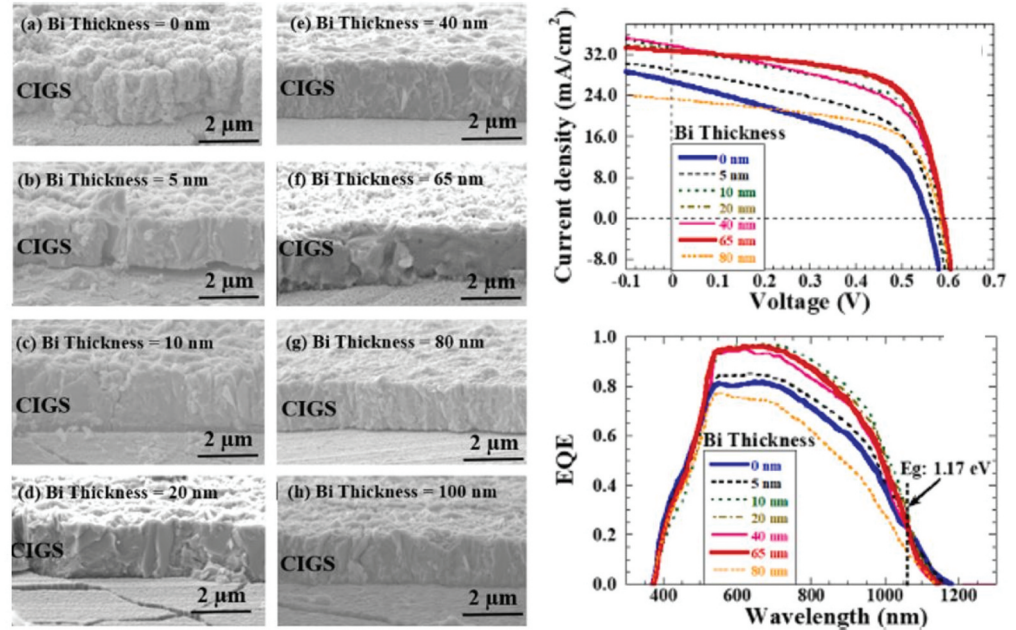 (a) Bi Thickness = 0 nm
CIGS
2 μm
(b) Bi Thickness = 5 nm
CIGS
2 μm
(c) Bi Thickness = 10 nm
CIGS
2 μm
(d) Bi Thickness = 20 nm
CIGS
2 μm
(e) Bi Thickness = 40 nm
CIGS
2 μm
(f) Bi Thickness = 65 nm
CIGS
2 μm
(g) Bi Thickness = 80 nm
CIGS
2 μm
(h) Bi Thickness = 100 nm
CIGS
2 μm
Current density (mA/cm²)
32.0
24.0
16.0
8.0
0.0
-8.0
Bi Thickness
0 nm
5 nm
10 nm
20 nm
40 nm
65 nm
80 nm
-0.1 0 0.1 0.2 0.3 0.4 0.5 0.6 0.7
Voltage (V)
EQE
1.0
0.8
0.6
0.4
0.2
0.0
Bi Thickness
0 nm
5 nm
10 nm
20 nm
40 nm
65 nm
80 nm
Eg: 1.17 eV
400 600 800 1000 1200
Wavelength (nm)